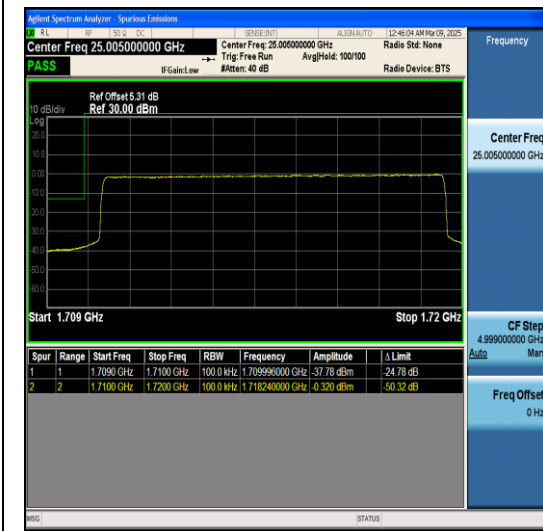 Agilent Spectrum Analyzer - Spurious Emissions
RL RF 50 Ω DC SENSE:INT ALIGN AUTO 12:46:04 AM Mar 09, 2025
Center Freq 25.005000000 GHz Center Freq: 25.005000000 GHz Radio Std: None Frequency
Trig: Free Run Avg|Hold: 100/100
PASS IFGain:Low #Atten: 40 dB Radio Device: BTS
Ref Offset 5.31 dB
10 dB/div Ref 30.00 dBm
Log
20.0
10.0
0.00
-10.0
-20.0
-30.0
-40.0
-50.0
-60.0
Start 1.709 GHz Stop 1.72 GHz
Center Freq
25.005000000 GHz
CF Step
4.999000000 GHz
Auto Man
Freq Offset
0 Hz
Spur Range Start Freq Stop Freq RBW Frequency Amplitude Δ Limit
1 1 1.7090 GHz 1.7100 GHz 100.0 kHz 1.709996000 GHz -37.78 dBm -24.78 dB
2 2 1.7100 GHz 1.7200 GHz 100.0 kHz 1.718240000 GHz -0.320 dBm -50.32 dB
MSG STATUS